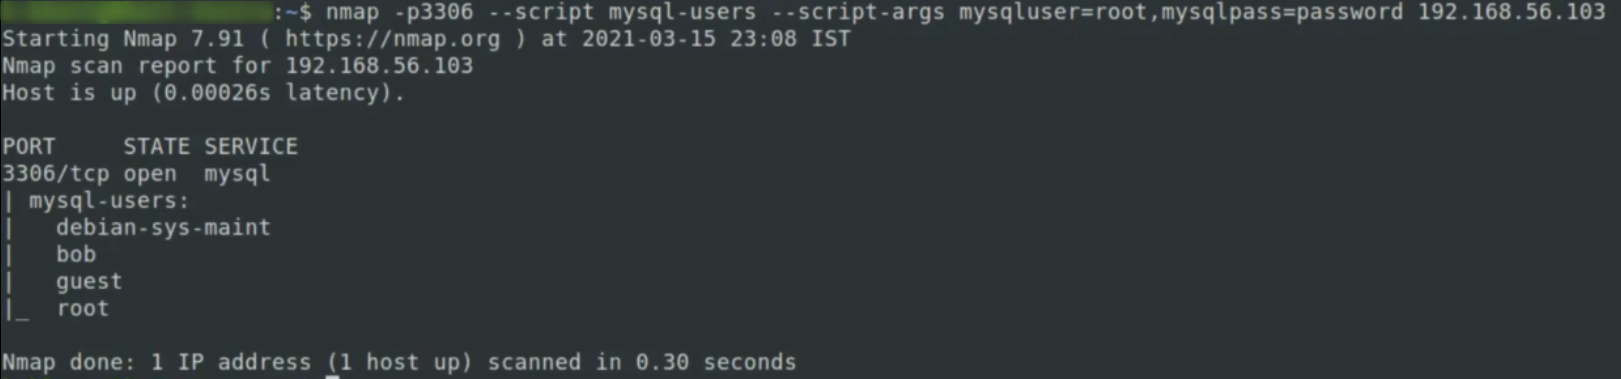 :~$ nmap -p3306 --script mysql-users --script-args mysqluser=root,mysqlpass=password 192.168.56.103
Starting Nmap 7.91 ( https://nmap.org ) at 2021-03-15 23:08 IST
Nmap scan report for 192.168.56.103
Host is up (0.00026s latency).
PORT     STATE SERVICE
3306/tcp open  mysql
| mysql-users:
|   debian-sys-maint
|   bob
|   guest
|_  root
Nmap done: 1 IP address (1 host up) scanned in 0.30 seconds